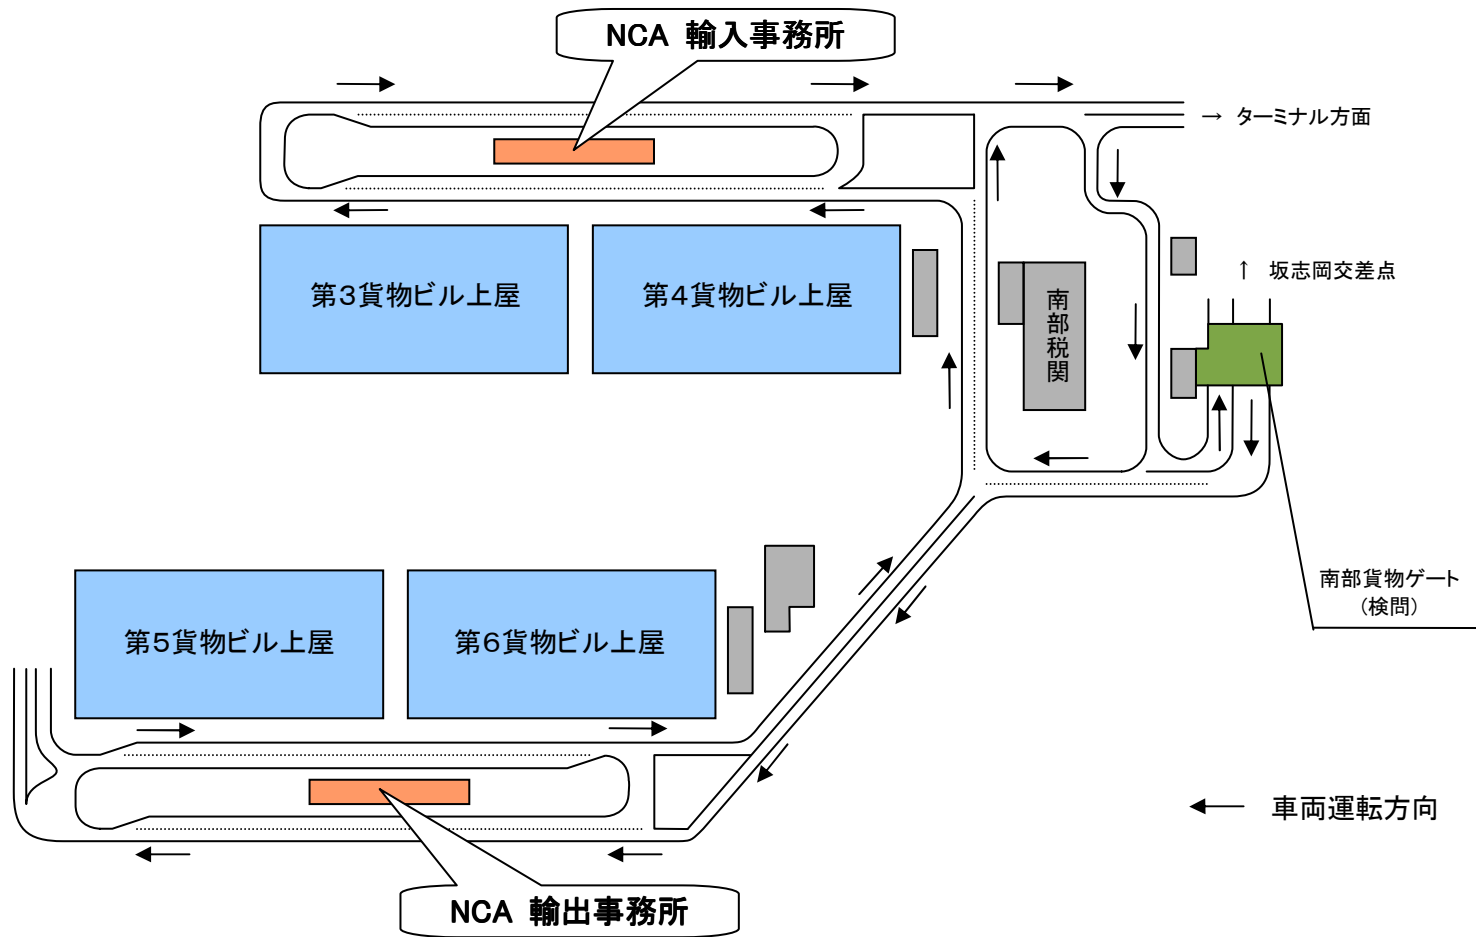 NCA 輸入事務所
→ ターミナル方面
↑ 坂志岡交差点
第3貨物ビル上屋
第4貨物ビル上屋
南部税関
南部貨物ゲート
(検問)
第5貨物ビル上屋
第6貨物ビル上屋
車両運転方向
NCA 輸出事務所